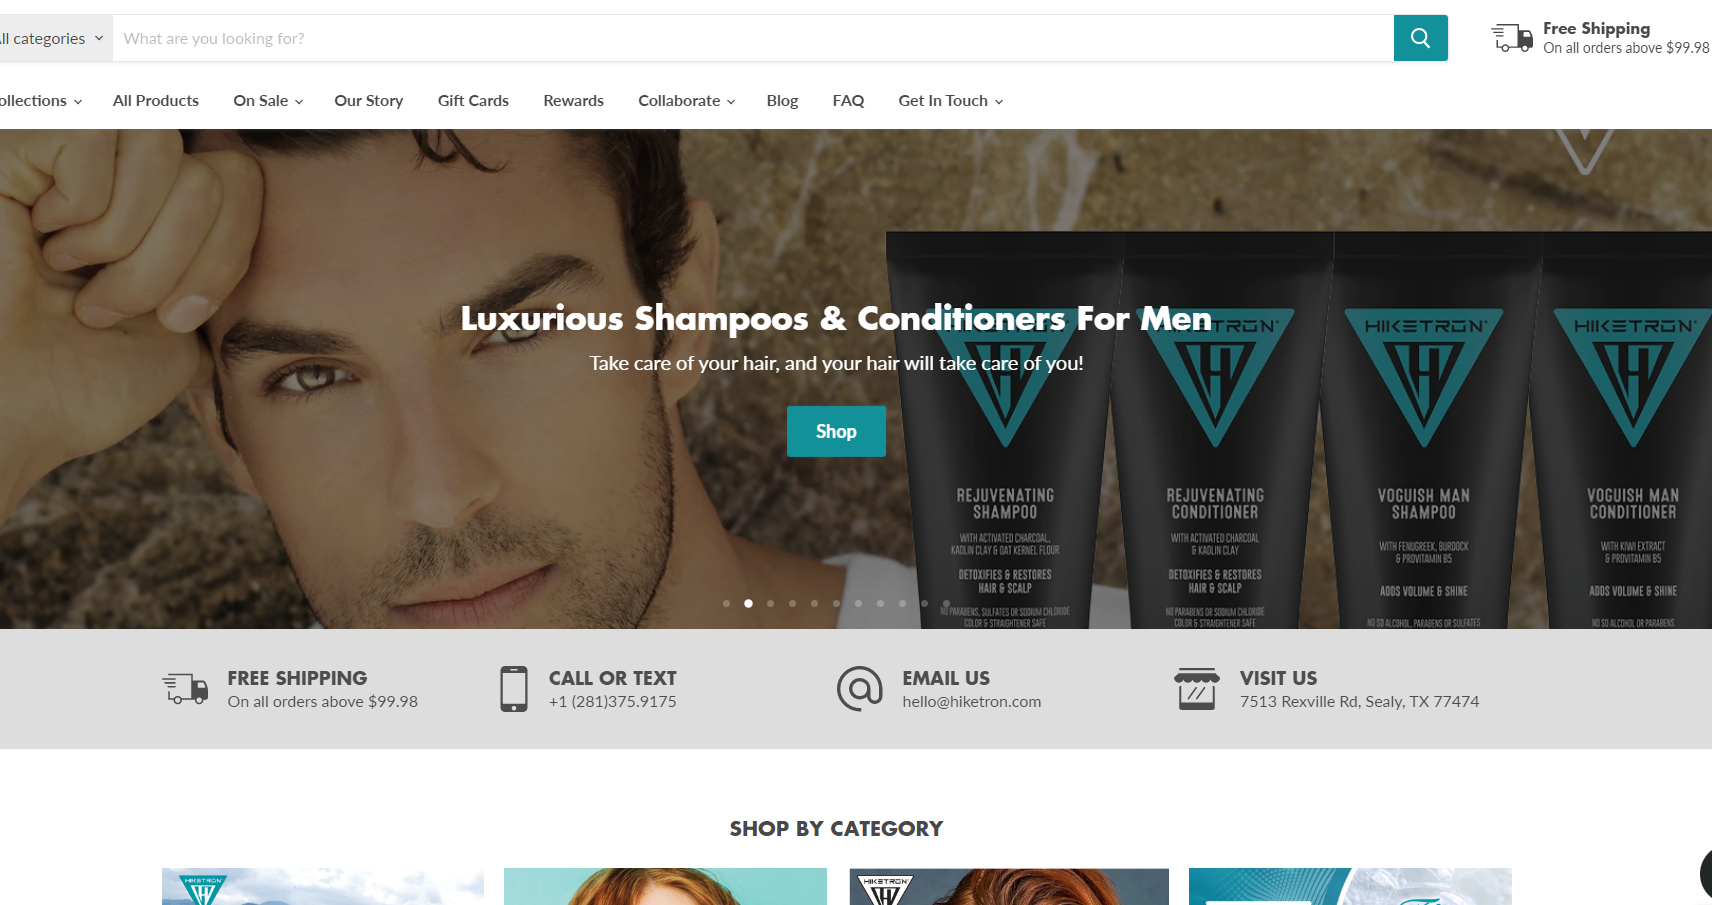 ll categories
What are you looking for?
Free Shipping
On all orders above $99.98
ollections
All Products
On Sale
Our Story
Gift Cards
Rewards
Collaborate
Blog
FAQ
Get In Touch
Luxurious Shampoos & Conditioners For Men
Take care of your hair, and your hair will take care of you!
Shop
HIKETRON®
REJUVENATING
SHAMPOO
WITH ACTIVATED CHARCOAL,
KAOLIN CLAY & OAT KERNEL FLOUR
DETOXIFIES & RESTORES
HAIR & SCALP
NO PARABENS, SULFATES OR SODIUM CHLORIDE
COLOR & STRAIGHTENER SAFE
HIKETRON®
REJUVENATING
CONDITIONER
WITH ACTIVATED CHARCOAL
& KAOLIN CLAY
DETOXIFIES & RESTORES
HAIR & SCALP
NO PARABENS OR SODIUM CHLORIDE
COLOR & STRAIGHTENER SAFE
HIKETRON®
VOGUISH MAN
SHAMPOO
WITH FENUGREEK, BURDOCK
& PROVITAMIN B5
ADDS VOLUME & SHINE
NO SD ALCOHOL, PARABENS OR SULFATES
HIKETRON®
VOGUISH MAN
CONDITIONER
WITH KIWI EXTRACT
& PROVITAMIN B5
ADDS VOLUME & SHINE
NO SD ALCOHOL OR PARABENS
FREE SHIPPING
On all orders above $99.98
CALL OR TEXT
+1 (281)375.9175
EMAIL US
hello@hiketron.com
VISIT US
7513 Rexville Rd, Sealy, TX 77474
SHOP BY CATEGORY
HIKETRON
HIKETRON